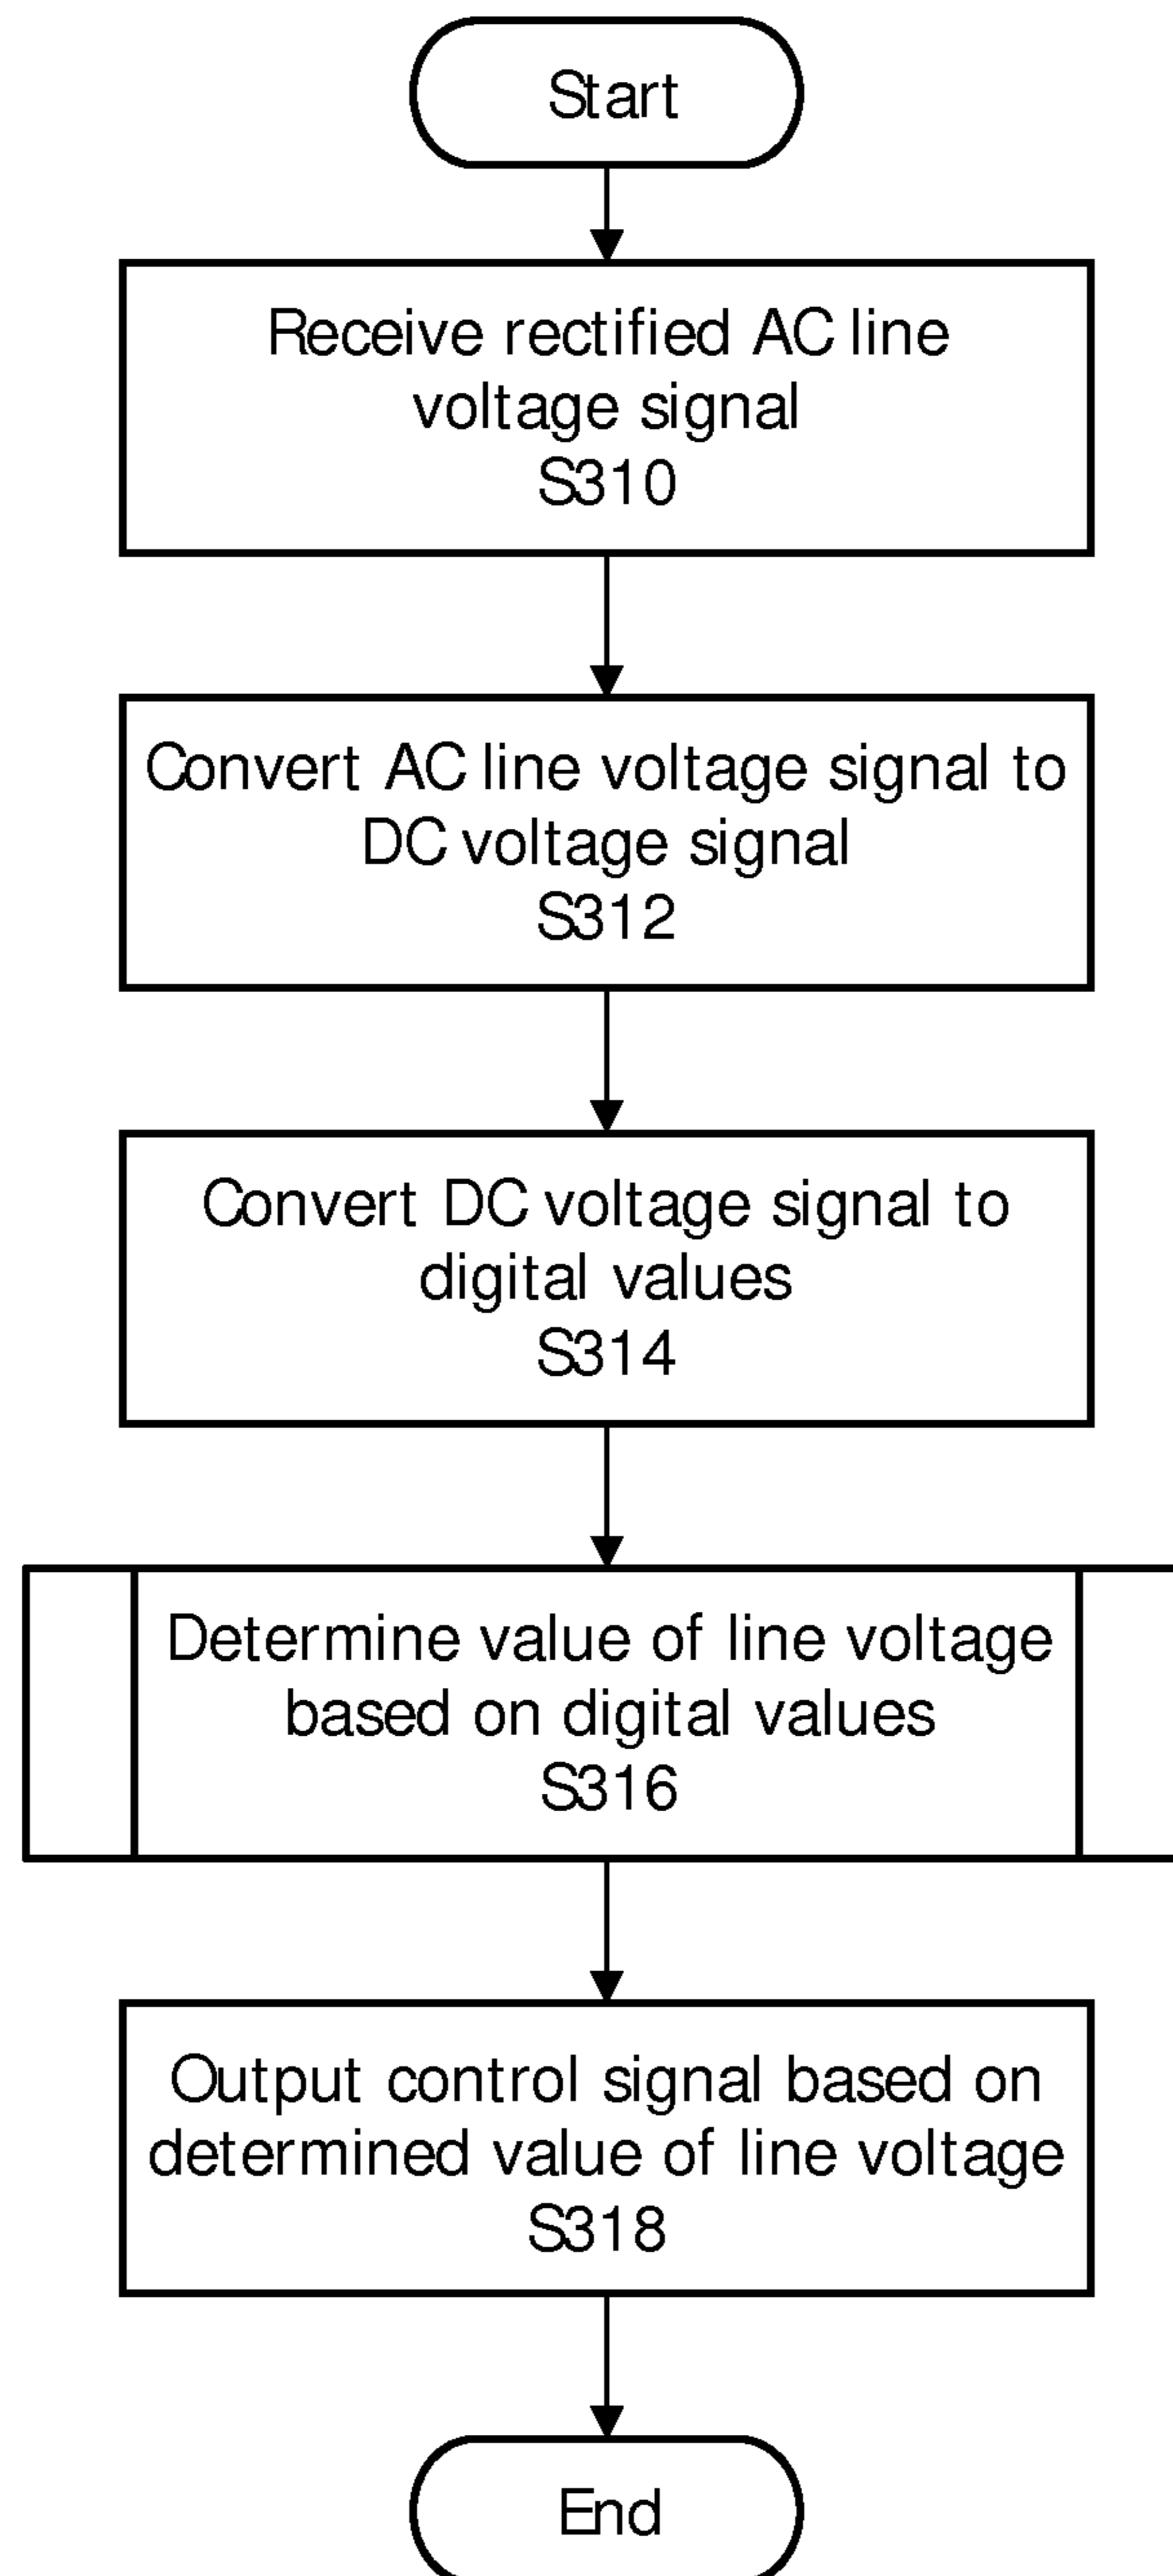 Start
Receive rectified AC line
voltage signal
S310
Convert AC line voltage signal to
DC voltage signal
S312
Convert DC voltage signal to
digital values
S314
Determine value of line voltage
based on digital values
S316
Output control signal based on
determined value of line voltage
S318
End